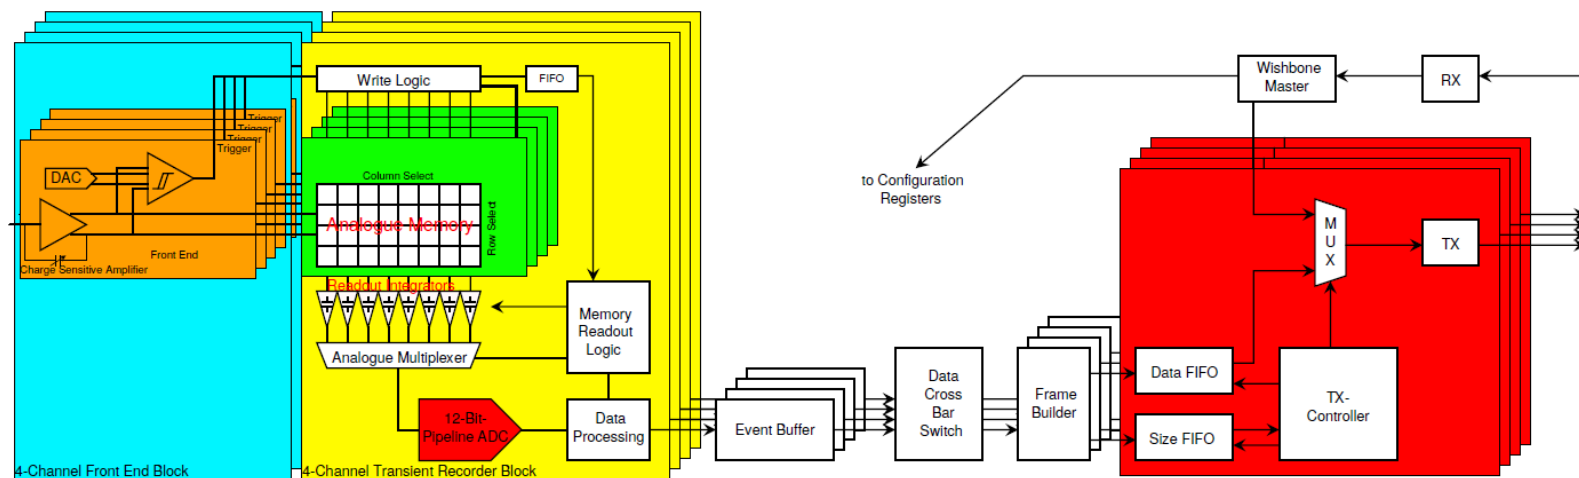 Write Logic
FIFO
Trigger
Trigger
Trigger
Trigger
DAC
Front End
Charge Sensitive Amplifier
Column Select
Analogue Memory
Row Select
Readout Integrators
Memory
Readout
Logic
Analogue Multiplexer
12-Bit-
Pipeline ADC
Data
Processing
4-Channel Front End Block
4-Channel Transient Recorder Block
Event Buffer
Data
Cross
Bar
Switch
Frame
Builder
to Configuration
Registers
Wishbone
Master
RX
M
U
X
TX
Data FIFO
Size FIFO
TX-
Controller